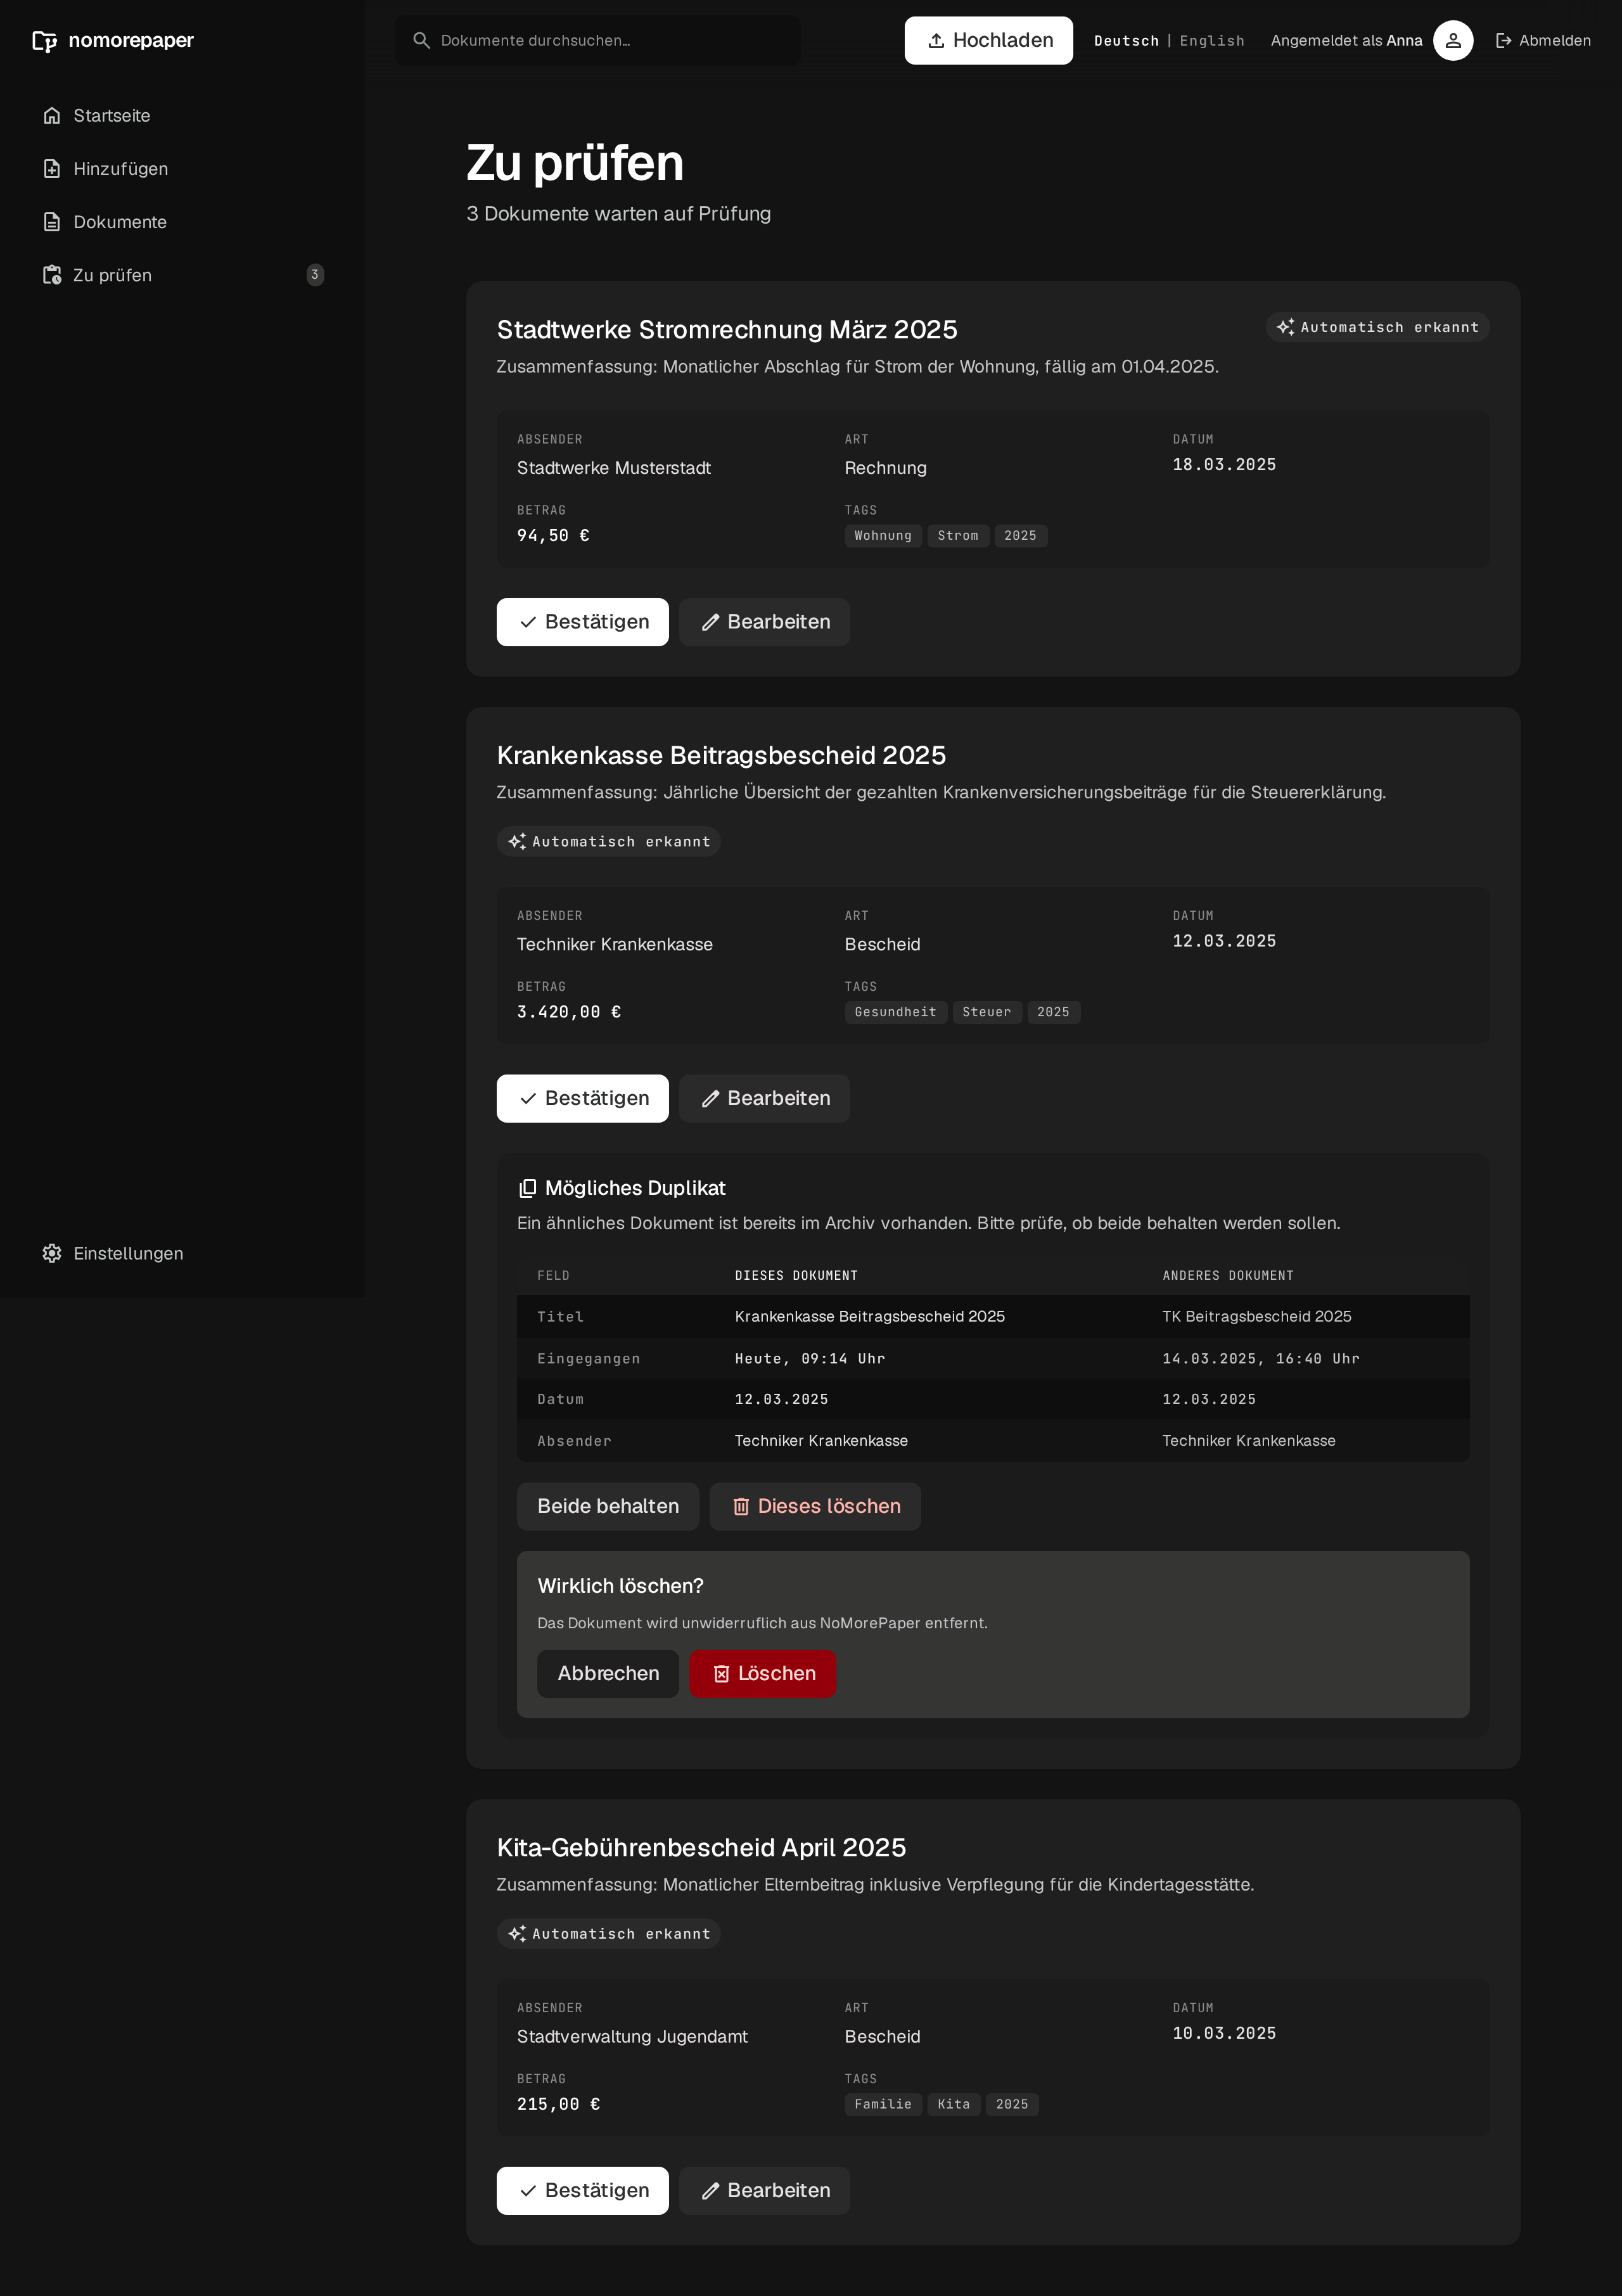 nomorepaper
Dokumente durchsuchen...
Hochladen
Deutsch | English
Angemeldet als Anna
Abmelden
Startseite
Hinzufügen
Dokumente
Zu prüfen 3
Einstellungen
Zu prüfen
3 Dokumente warten auf Prüfung
Stadtwerke Stromrechnung März 2025
Automatisch erkannt
Zusammenfassung: Monatlicher Abschlag für Strom der Wohnung, fällig am 01.04.2025.
ABSENDER ART DATUM
Stadtwerke Musterstadt Rechnung 18.03.2025
BETRAG TAGS
94,50 € Wohnung Strom 2025
Bestätigen Bearbeiten
Krankenkasse Beitragsbescheid 2025
Zusammenfassung: Jährliche Übersicht der gezahlten Krankenversicherungsbeiträge für die Steuererklärung.
Automatisch erkannt
ABSENDER ART DATUM
Techniker Krankenkasse Bescheid 12.03.2025
BETRAG TAGS
3.420,00 € Gesundheit Steuer 2025
Bestätigen Bearbeiten
Mögliches Duplikat
Ein ähnliches Dokument ist bereits im Archiv vorhanden. Bitte prüfe, ob beide behalten werden sollen.
FELD DIESES DOKUMENT ANDERES DOKUMENT
Titel Krankenkasse Beitragsbescheid 2025 TK Beitragsbescheid 2025
Eingegangen Heute, 09:14 Uhr 14.03.2025, 16:40 Uhr
Datum 12.03.2025 12.03.2025
Absender Techniker Krankenkasse Techniker Krankenkasse
Beide behalten Dieses löschen
Wirklich löschen?
Das Dokument wird unwiderruflich aus NoMorePaper entfernt.
Abbrechen Löschen
Kita-Gebührenbescheid April 2025
Zusammenfassung: Monatlicher Elternbeitrag inklusive Verpflegung für die Kindertagesstätte.
Automatisch erkannt
ABSENDER ART DATUM
Stadtverwaltung Jugendamt Bescheid 10.03.2025
BETRAG TAGS
215,00 € Familie Kita 2025
Bestätigen Bearbeiten